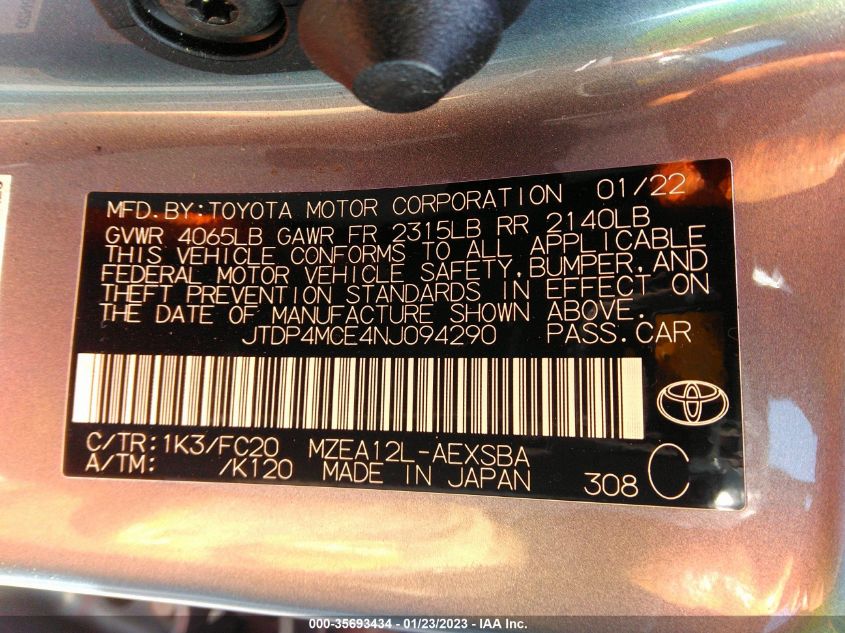 MFD.BY:TOYOTA MOTOR CORPORATION 01/22
GVWR 4065LB GAWR FR 2315LB RR 2140LB
THIS VEHICLE CONFORMS TO ALL APPLICABLE
FEDERAL MOTOR VEHICLE SAFETY,BUMPER,AND
THEFT PREVENTION STANDARDS IN EFFECT ON
THE DATE OF MANUFACTURE SHOWN ABOVE.
JTDP4MCE4NJ094290 PASS.CAR
C/TR:1K3/FC20 MZEA12L-AEXSBA
A/TM: /K120 MADE IN JAPAN 308 C
000-35693434 - 01/23/2023 - IAA Inc.